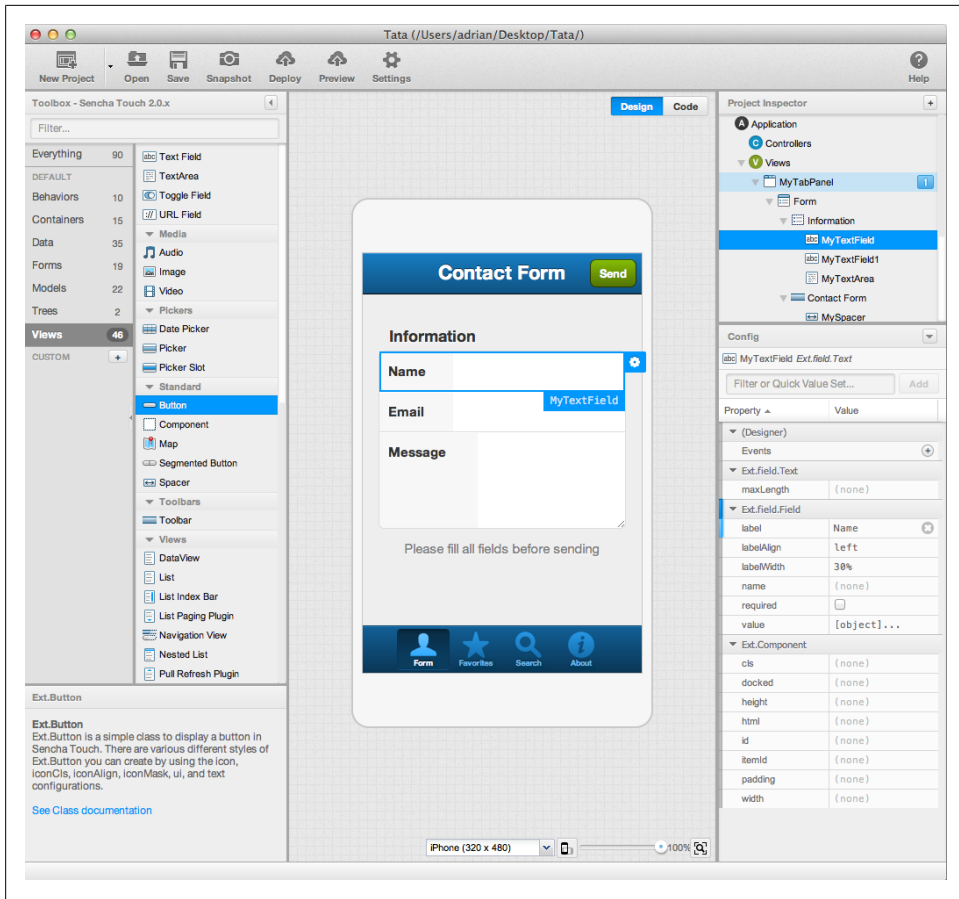 Tata (/Users/adrian/Desktop/Tata/)
New Project
Open
Save
Snapshot
Deploy
Preview
Settings
Help
Toolbox - Sencha Touch 2.0.x
Filter...
Everything 90
DEFAULT
Behaviors 10
Containers 15
Data 35
Forms 19
Models 22
Trees 2
Views 46
CUSTOM +
abc Text Field
TextArea
Toggle Field
:// URL Field
Media
Audio
Image
Video
Pickers
Date Picker
Picker
Picker Slot
Standard
Button
Component
Map
Segmented Button
Spacer
Toolbars
Toolbar
Views
DataView
List
List Index Bar
List Paging Plugin
Navigation View
Nested List
Pull Refresh Plugin
Ext.Button
Ext.Button
Ext.Button is a simple class to display a button in
Sencha Touch. There are various different styles of
Ext.Button you can create by using the icon,
iconCls, iconAlign, iconMask, ui, and text
configurations.
See Class documentation
Design Code
Contact Form Send
Information
Name
MyTextField
Email
Message
Please fill all fields before sending
Form Favorites Search About
iPhone (320 x 480)
100%
Project Inspector +
A Application
C Controllers
V Views
MyTabPanel 1
Form
Information
abc MyTextField
abc MyTextField1
MyTextArea
Contact Form
MySpacer
Config
abc MyTextField Ext.field.Text
Filter or Quick Value Set... Add
Property Value
(Designer)
Events
Ext.field.Text
maxLength (none)
Ext.field.Field
label Name
labelAlign left
labelWidth 30%
name (none)
required
value [object]...
Ext.Component
cls (none)
docked (none)
height (none)
html (none)
id (none)
itemId (none)
padding (none)
width (none)